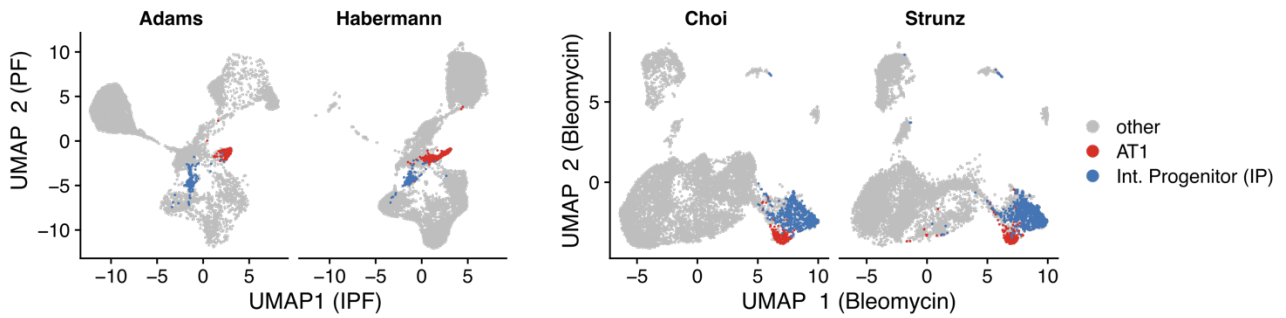 Adams
Habermann
Choi
Strunz
UMAP 2 (PF)
10
5
0
−5
−10
−10
−5
0
5
−10
−5
0
5
UMAP1 (IPF)
UMAP 2 (Bleomycin)
5
0
−5
0
5
10
−5
0
5
10
UMAP 1 (Bleomycin)
other
AT1
Int. Progenitor (IP)